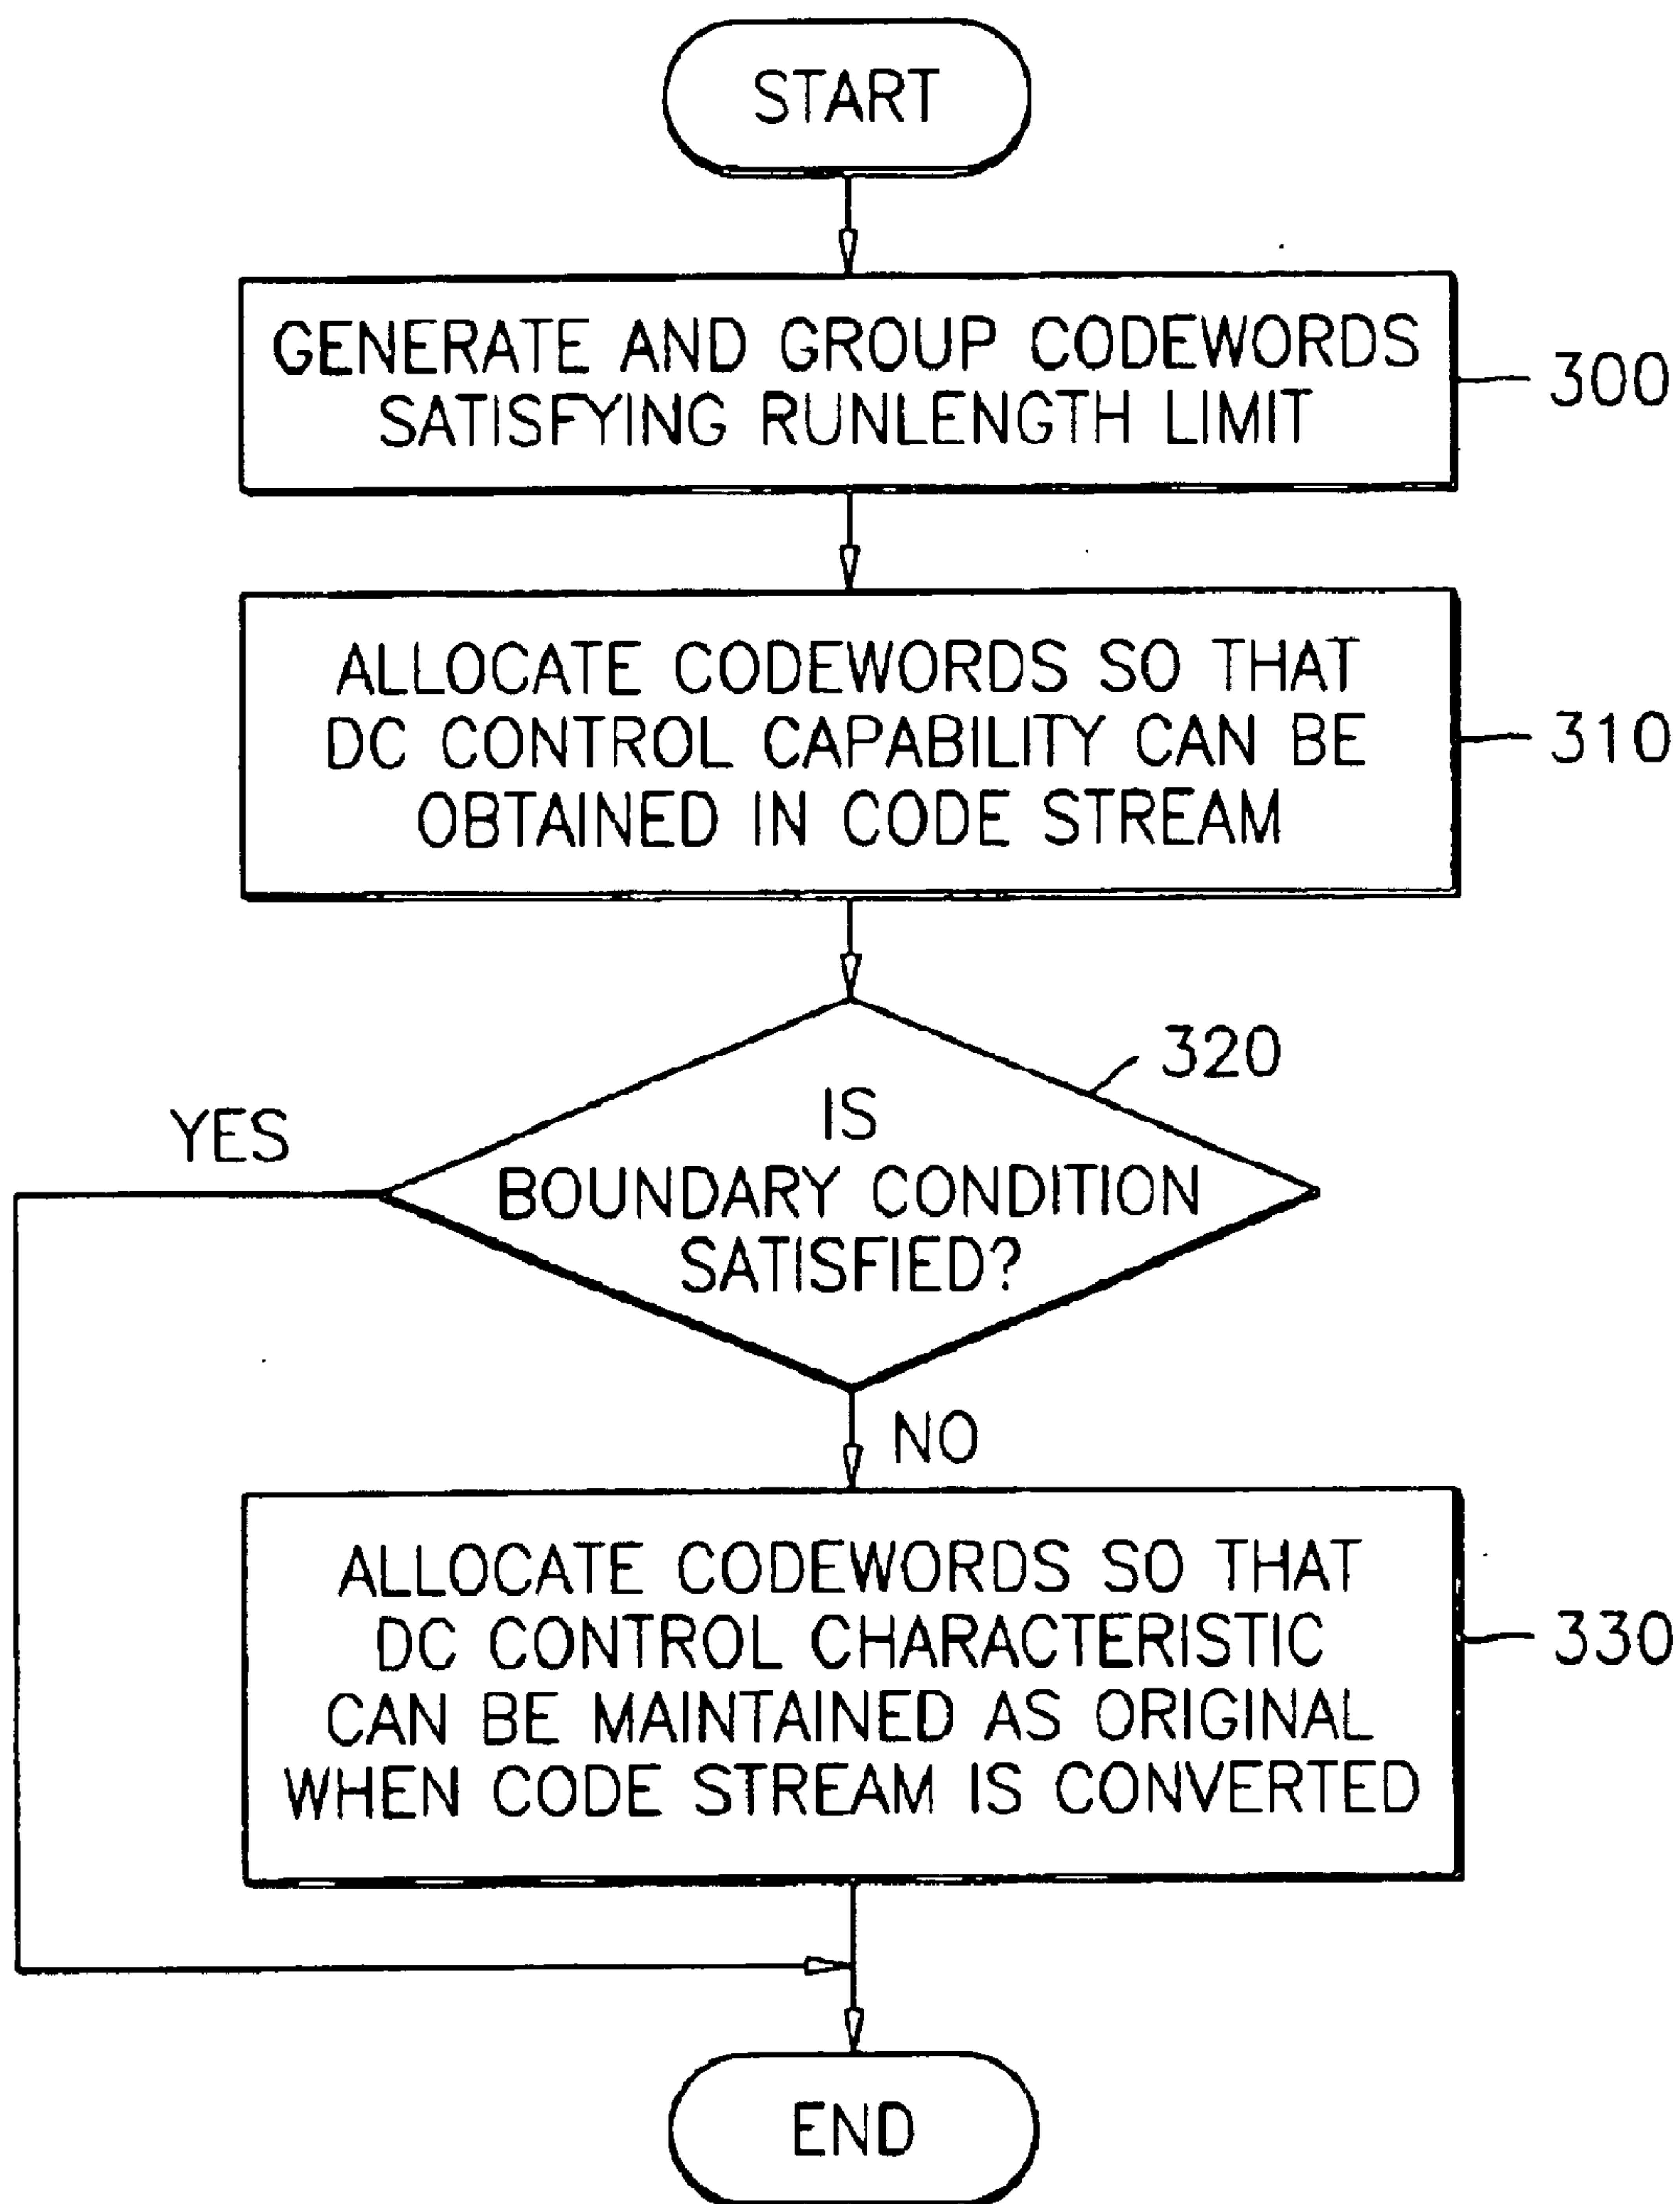 START
GENERATE AND GROUP CODEWORDS
SATISFYING RUNLENGTH LIMIT
300
ALLOCATE CODEWORDS SO THAT
DC CONTROL CAPABILITY CAN BE
OBTAINED IN CODE STREAM
310
320
IS
BOUNDARY CONDITION
SATISFIED?
YES
NO
ALLOCATE CODEWORDS SO THAT
DC CONTROL CHARACTERISTIC
CAN BE MAINTAINED AS ORIGINAL
WHEN CODE STREAM IS CONVERTED
330
END